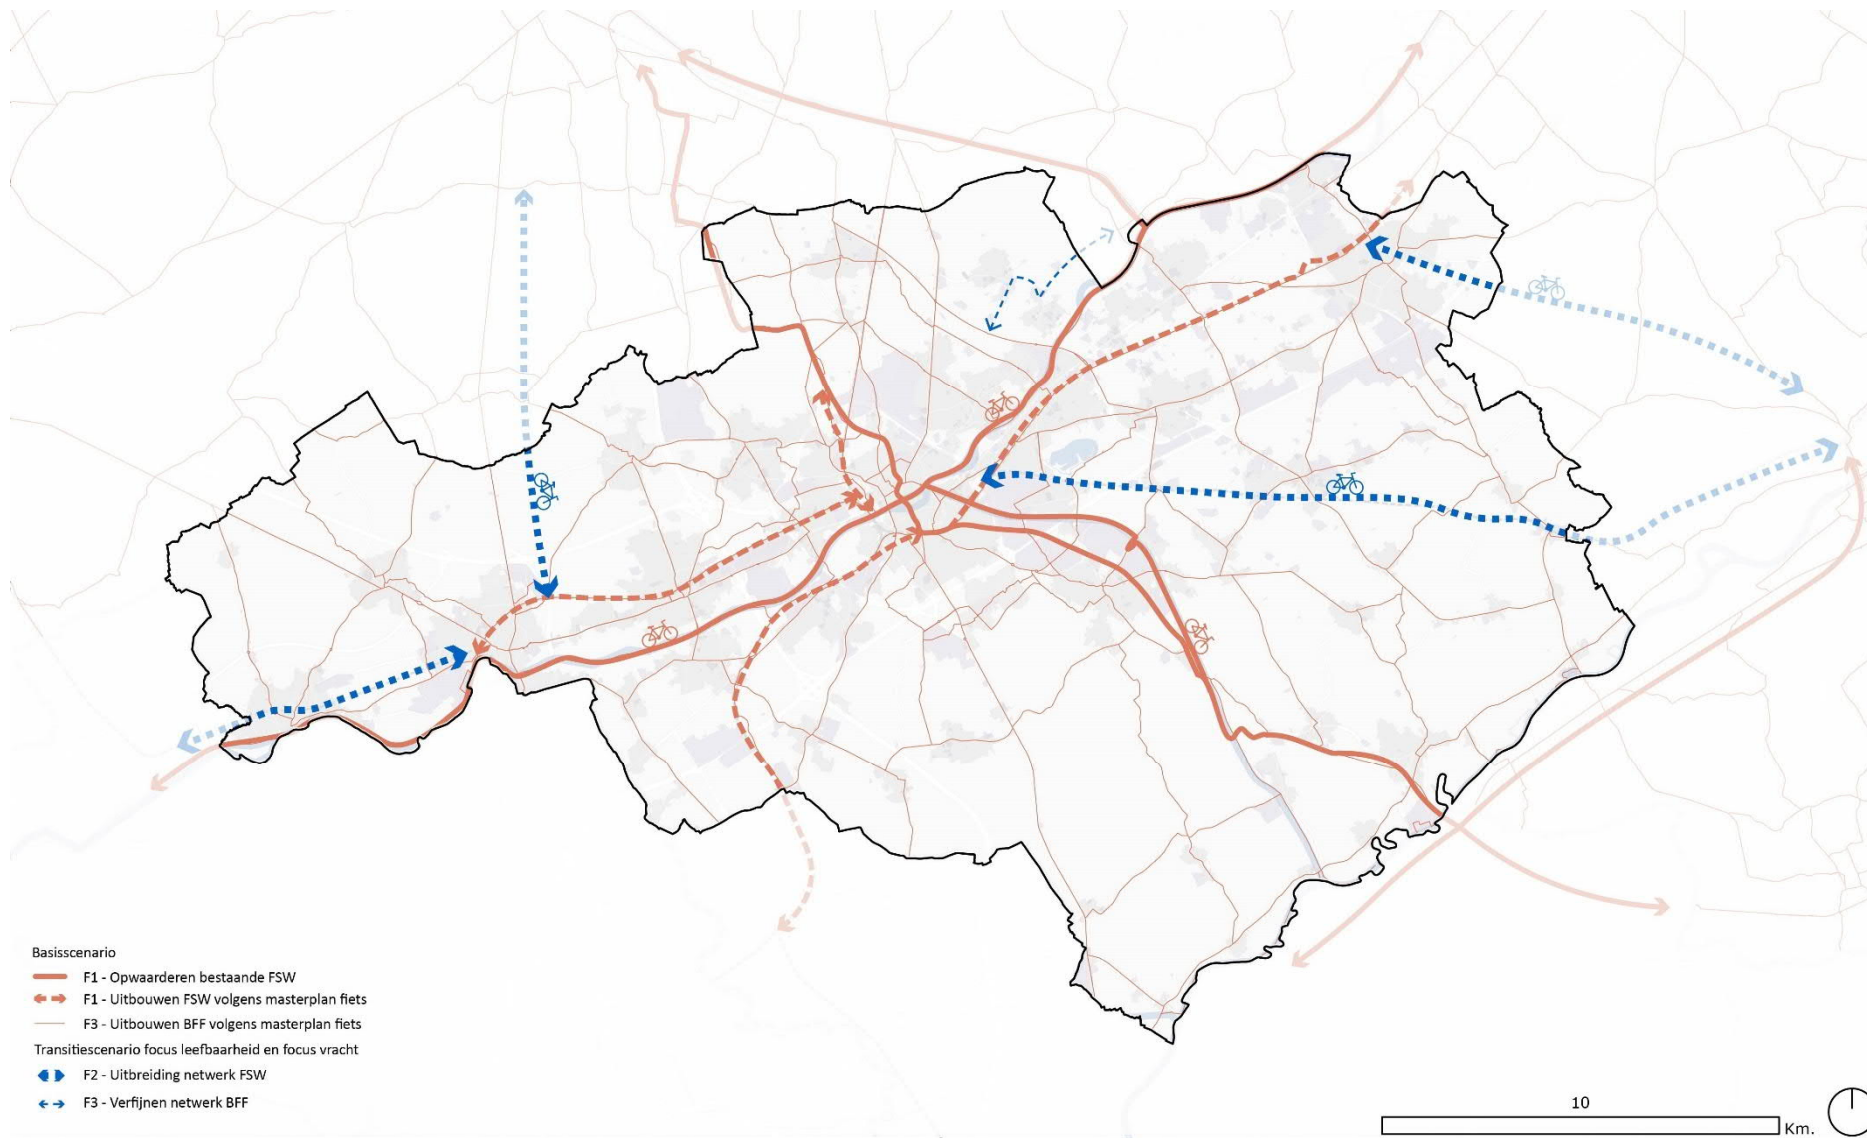 Basisscenario
F1 - Opwaarderen bestaande FSW
F1 - Uitbouwen FSW volgens masterplan fiets
F3 - Uitbouwen BFF volgens masterplan fiets
Transitiescenario focus leefbaarheid en focus vracht
F2 - Uitbreiding netwerk FSW
F3 - Verfijnen netwerk BFF
10
Km.